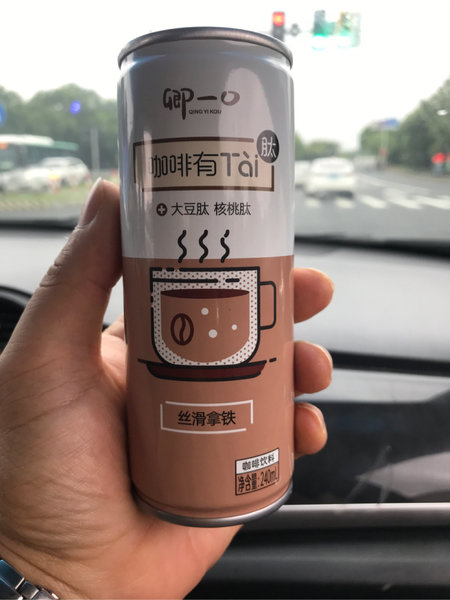 卿一口
QING YI KOU
咖啡有Tài
肽
大豆肽 核桃肽
丝滑拿铁
咖啡饮料
净含量:240mL